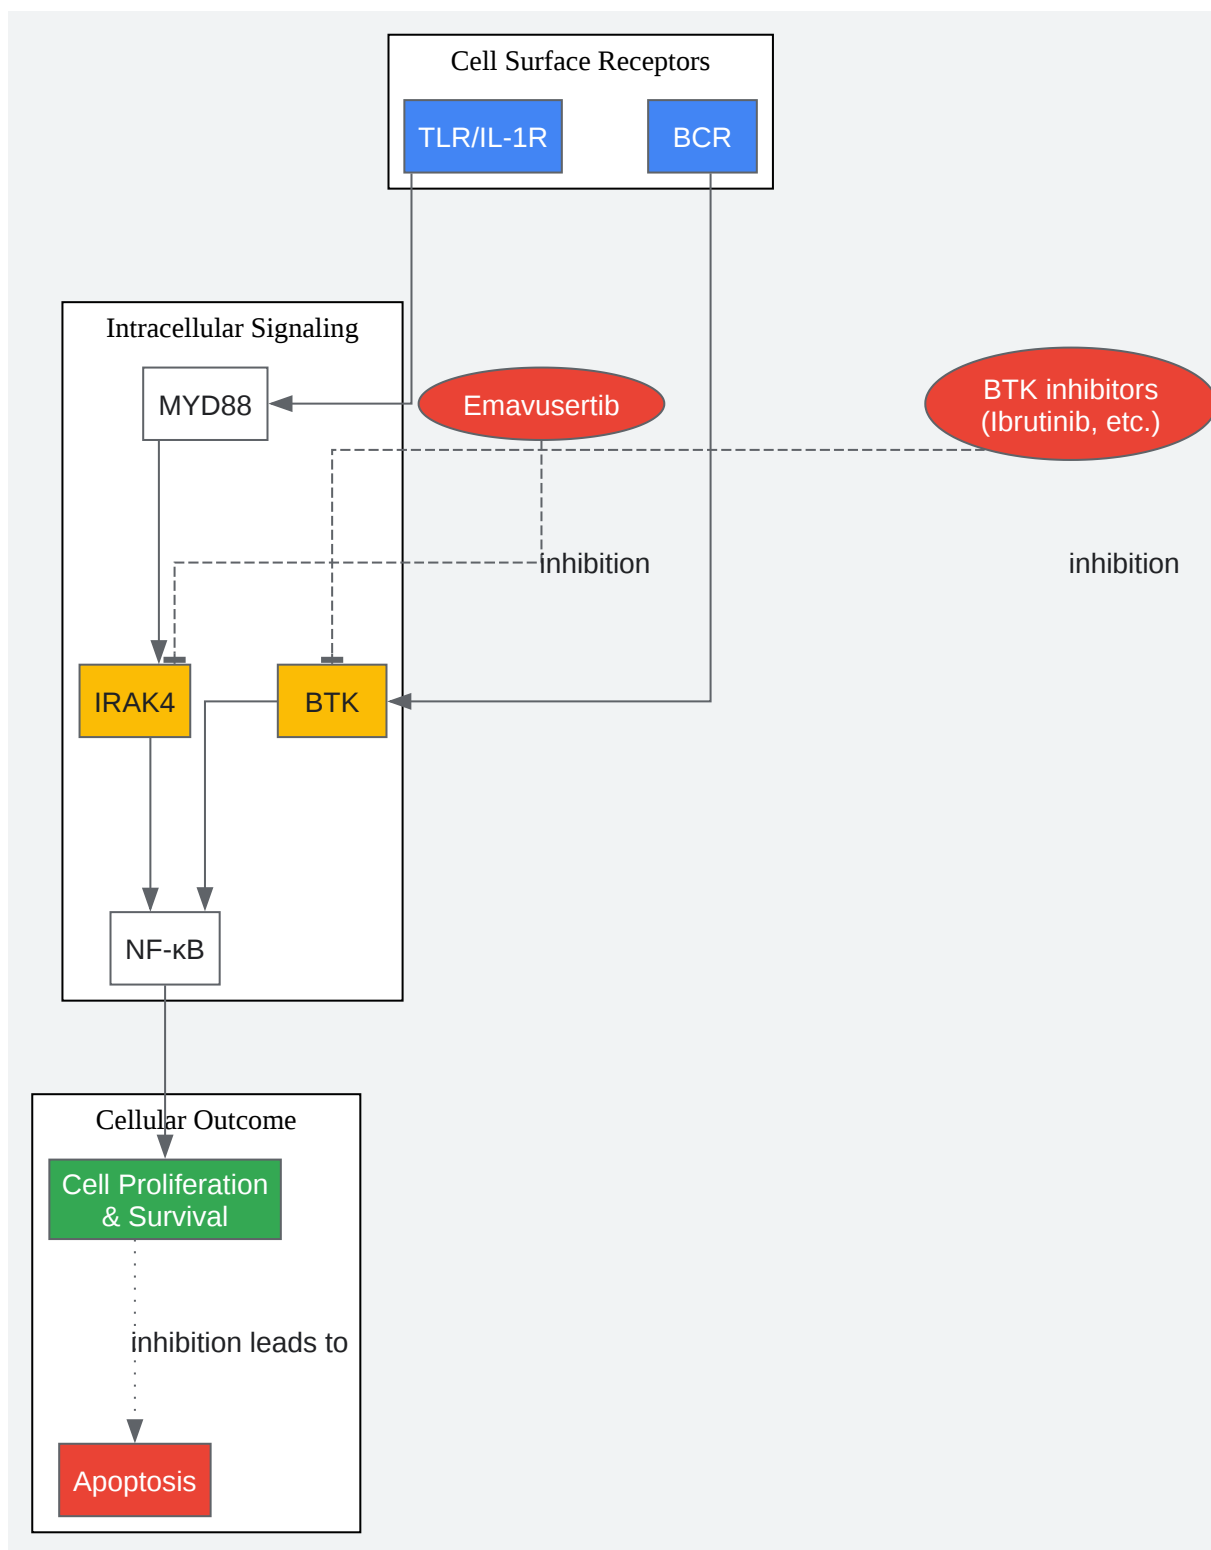 Cell Surface Receptors
TLR/IL-1R
BCR
Intracellular Signaling
MYD88
Emavusertib
BTK inhibitors
(Ibrutinib, etc.)
inhibition
inhibition
IRAK4
BTK
NF-κB
Cellular Outcome
Cell Proliferation
& Survival
inhibition leads to
Apoptosis